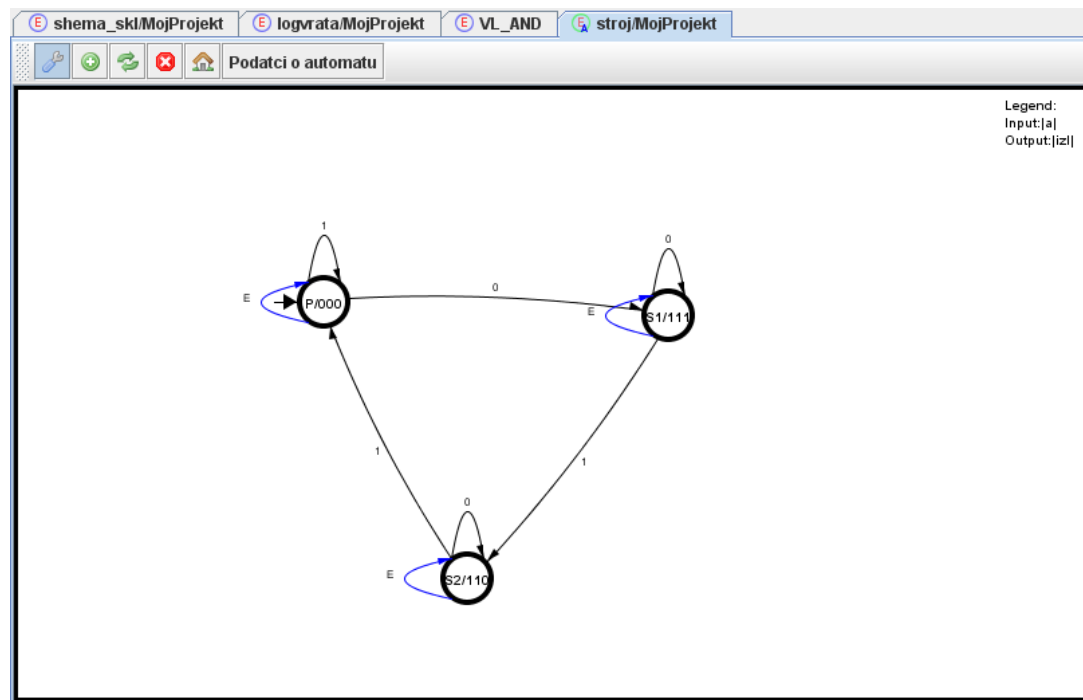 E shema_skl/MojProjekt E logvrata/MojProjekt E VL_AND E A stroj/MojProjekt
Podatci o automatu
Legend:
Input:|a|
Output:|izl|
1
0
E
P/000
0
E
S1/111
1
1
0
E
S2/110